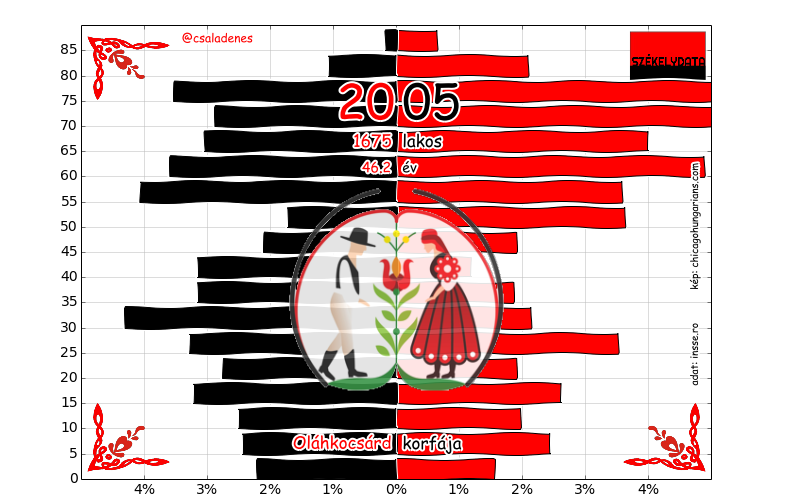 @csaladenes
SZÉKELYDATA
2005
1675 lakos
46.2 év
kép: chicagohungarians.com
adat: insse.ro
Oláhkocsárd korfája
85
80
75
70
65
60
55
50
45
40
35
30
25
20
15
10
5
0
4% 3% 2% 1% 0% 1% 2% 3% 4%